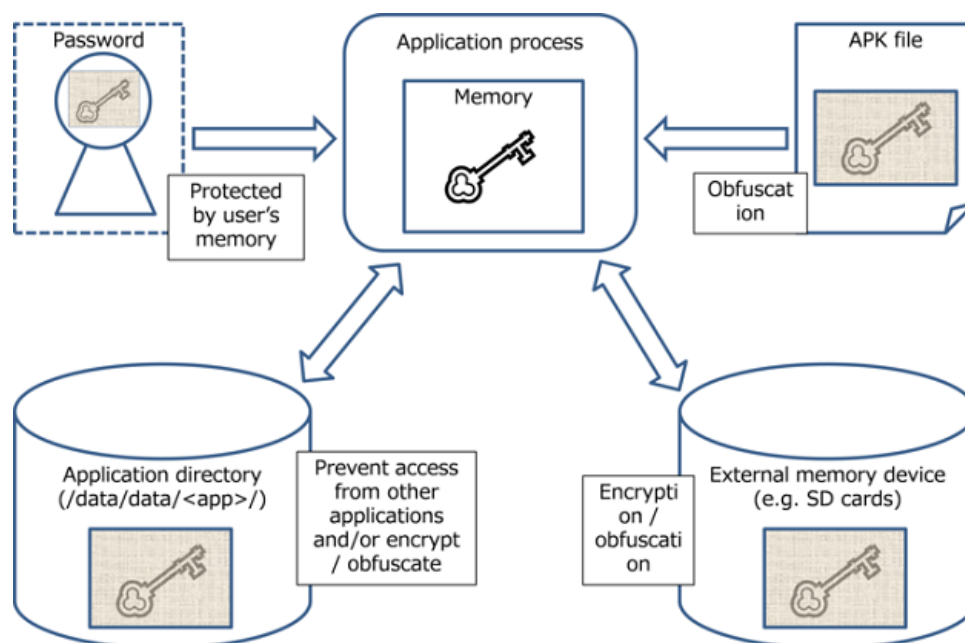 Password
Application process
APK file
Memory
Protected
by user's
memory
Obfuscat
ion
Application directory
(/data/data/<app>/)
Prevent access
from other
applications
and/or encrypt
/ obfuscate
Encrypti
on /
obfuscati
on
External memory device
(e.g. SD cards)